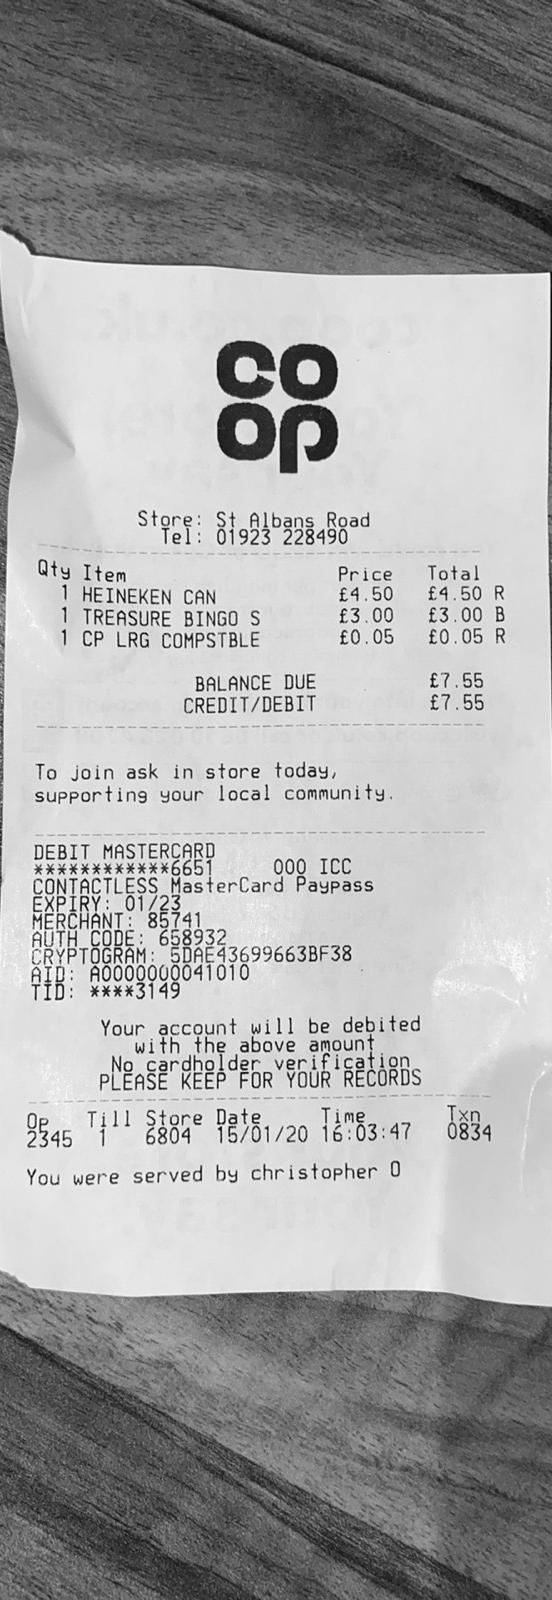 CO
OP
Store: St Albans Road
Tel: 01923 228490
Qty Item Price Total
1 HEINEKEN CAN £4.50 £4.50 R
1 TREASURE BINGO S £3.00 £3.00 B
1 CP LRG COMPSTBLE £0.05 £0.05 R
BALANCE DUE £7.55
CREDIT/DEBIT £7.55
To join ask in store today,
supporting your local community.
DEBIT MASTERCARD
************6651 000 ICC
CONTACTLESS MasterCard Paypass
EXPIRY: 01/23
MERCHANT: 85741
AUTH CODE: 658932
CRYPTOGRAM: 5DAE43699663BF38
AID: A0000000041010
TID: ****3149
Your account will be debited
with the above amount
No cardholder verification
PLEASE KEEP FOR YOUR RECORDS
Op Till Store Date Time Txn
2345 1 6804 15/01/20 16:03:47 0834
You were served by christopher O